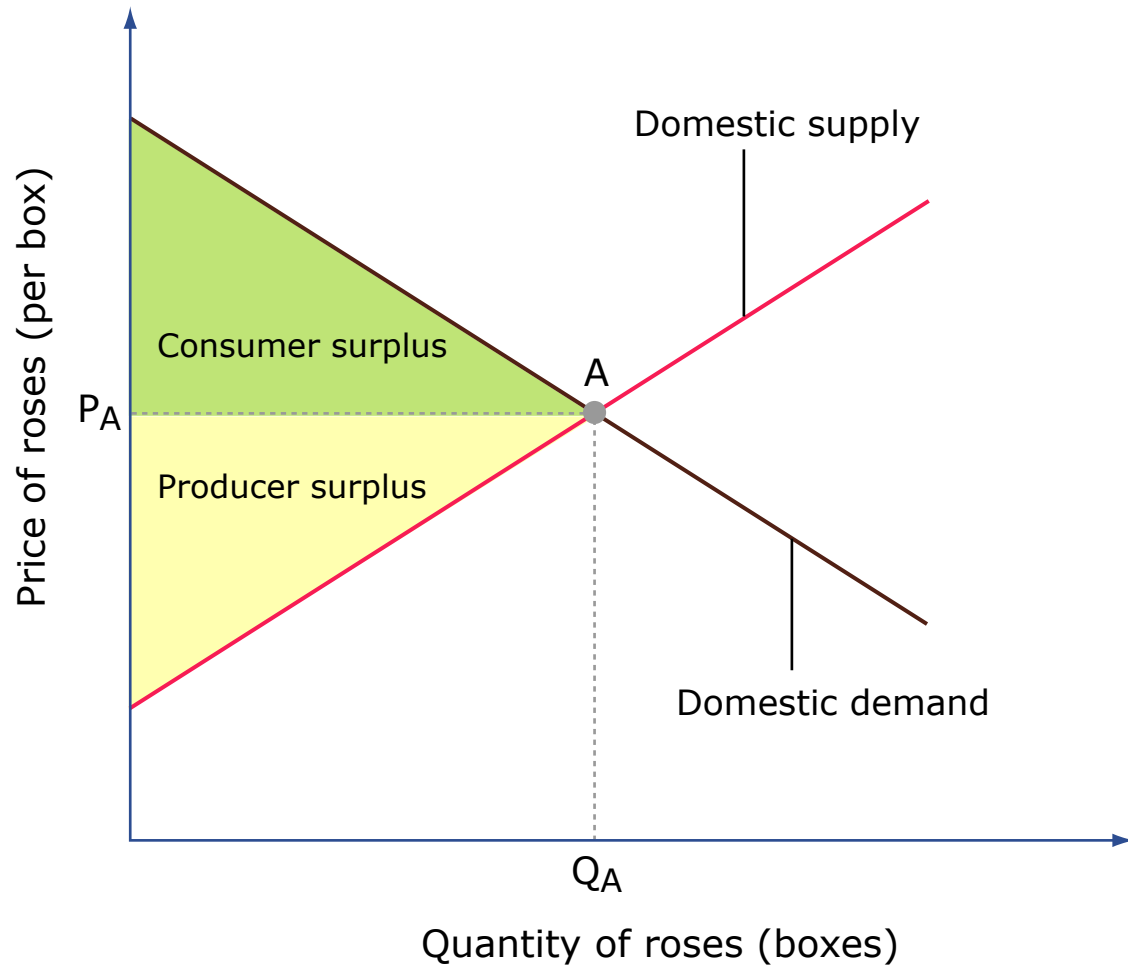 Price of roses (per box)
Domestic supply
Consumer surplus
A
PA
Producer surplus
Domestic demand
QA
Quantity of roses (boxes)